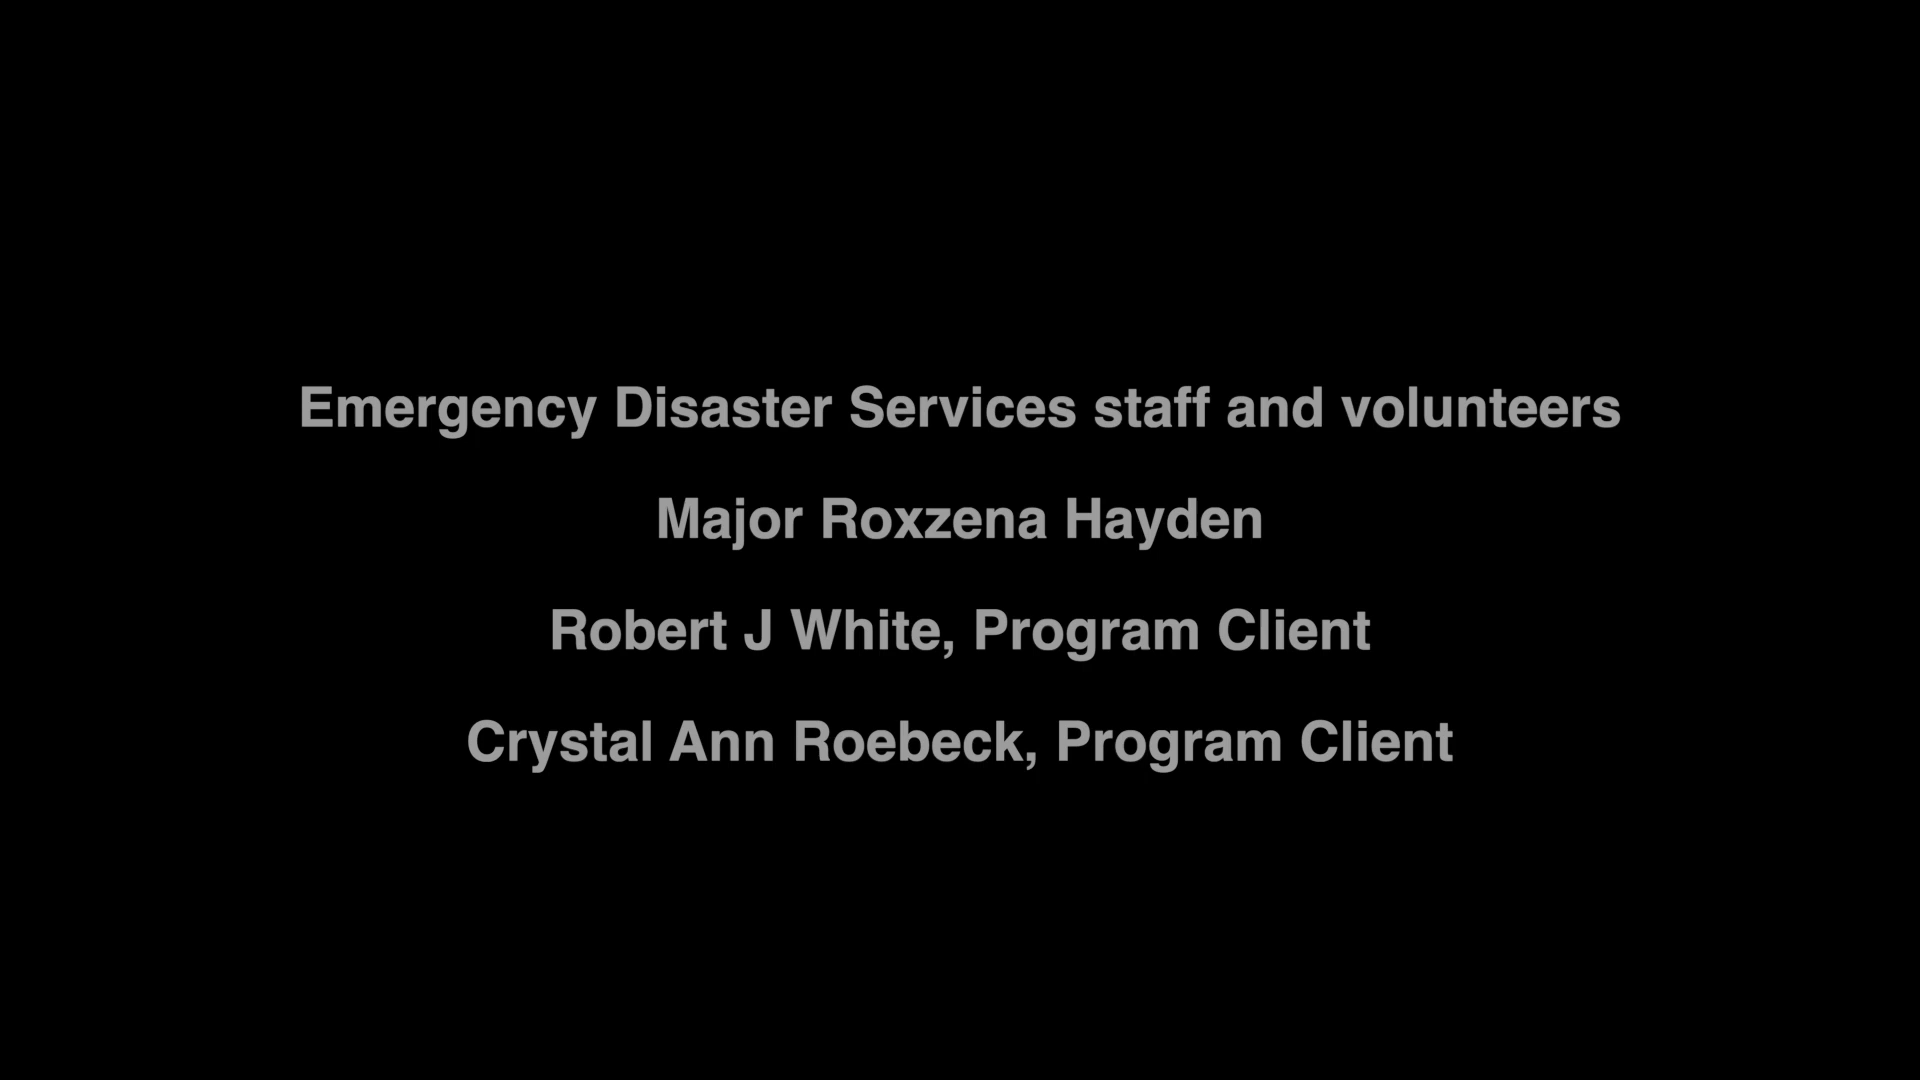 Emergency Disaster Services staff and volunteers
Major Roxzena Hayden
Robert J White, Program Client
Crystal Ann Roebeck, Program Client